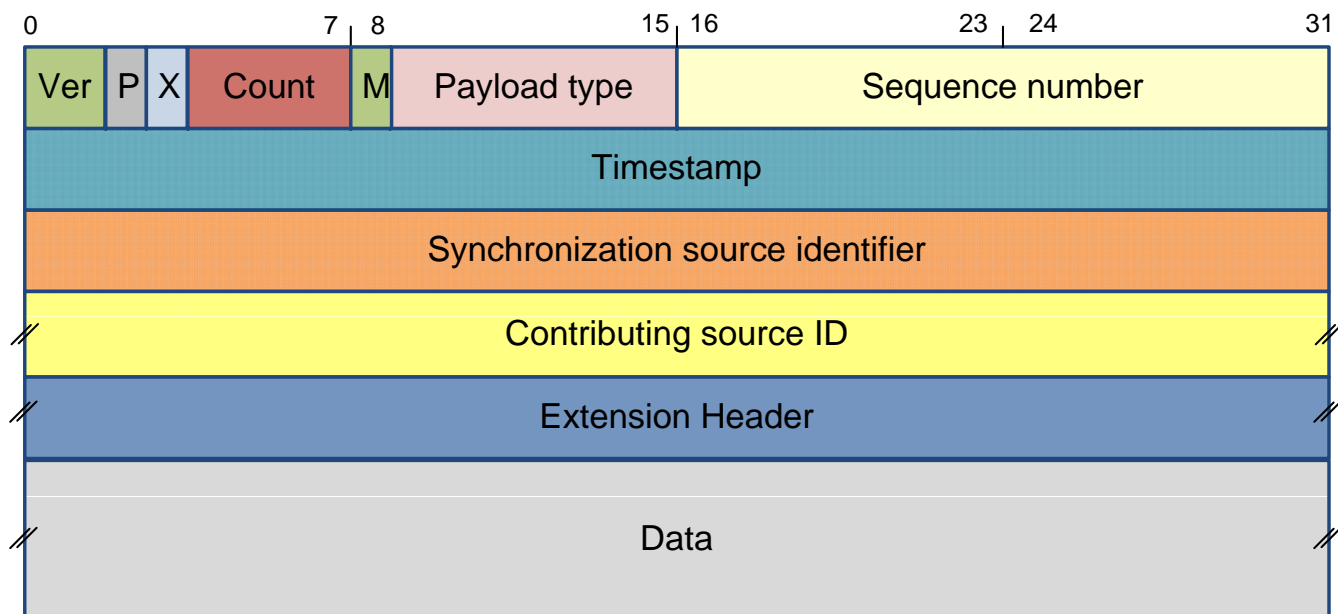 0 7 8 15 16 23 24 31
Ver P X Count M Payload type Sequence number
Timestamp
Synchronization source identifier
Contributing source ID
Extension Header
Data